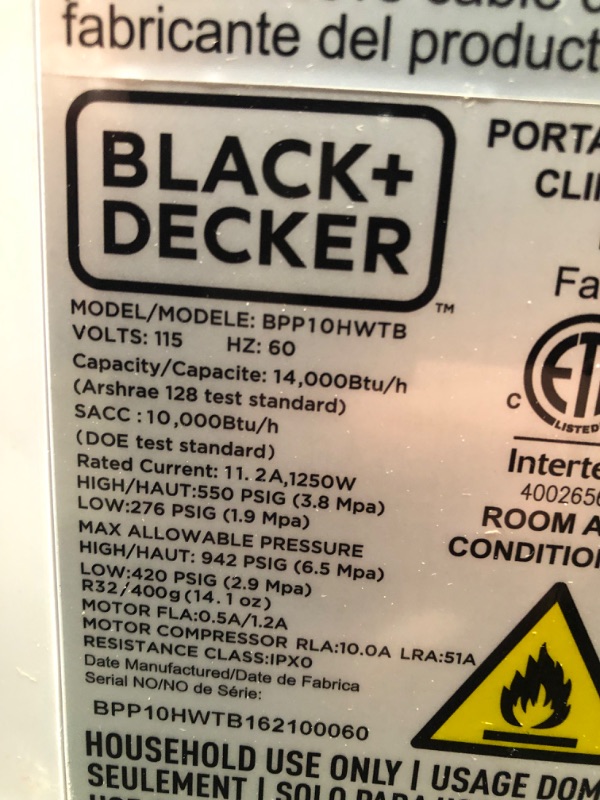 fabricante del product
BLACK+
DECKER
TM
MODEL/MODELE: BPP10HWTB
VOLTS: 115 HZ: 60
Capacity/Capacite: 14,000Btu/h
(Arshrae 128 test standard)
SACC : 10,000Btu/h
(DOE test standard)
Rated Current: 11. 2A,1250W
HIGH/HAUT:550 PSIG (3.8 Mpa)
LOW:276 PSIG (1.9 Mpa)
MAX ALLOWABLE PRESSURE
HIGH/HAUT: 942 PSIG (6.5 Mpa)
LOW:420 PSIG (2.9 Mpa)
R32/400g (14. 1 oz)
MOTOR FLA:0.5A/1.2A
MOTOR COMPRESSOR RLA:10.0A LRA:51A
RESISTANCE CLASS:IPX0
Date Manufactured/Date de Fabrica
Serial NO/NO de Série:
BPP10HWTB162100060
HOUSEHOLD USE ONLY | USAGE DOM
SEULEMENT | SOLO PARA
PORTA
CLI
Fa
C
ETL
LISTED
Interte
400265
ROOM A
CONDITIO